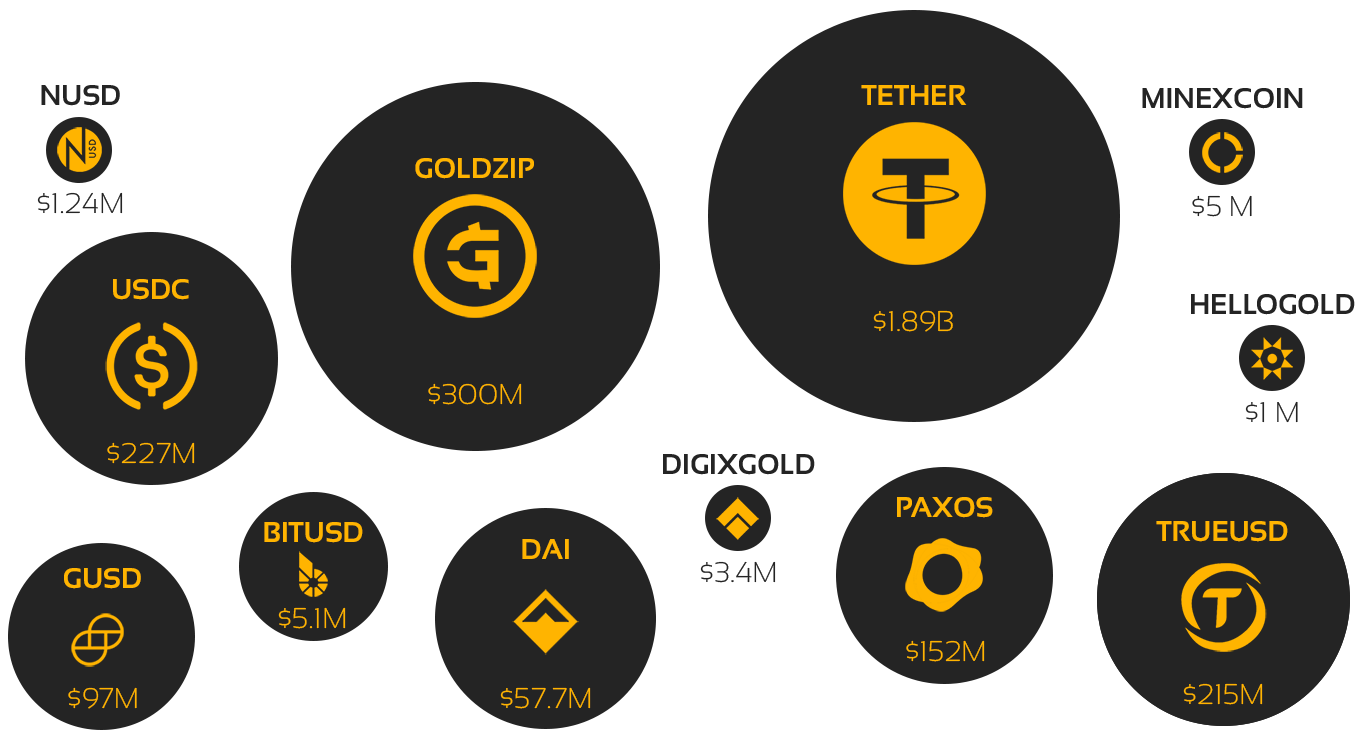 NUSD
N USD
$1.24M
GOLDZIP
$300M
TETHER
$1.89B
MINEXCOIN
$5 M
USDC
$
$227M
HELLOGOLD
$1 M
DIGIXGOLD
$3.4M
PAXOS
$152M
TRUEUSD
T
$215M
BITUSD
$5.1M
DAI
$57.7M
GUSD
$97M